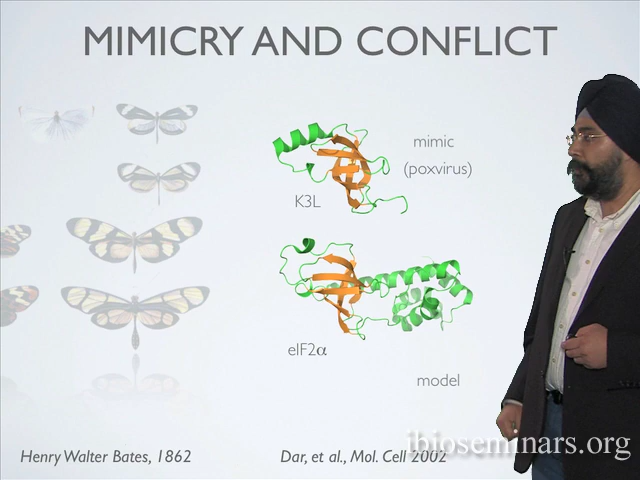 MIMICRY AND CONFLICT
mimic
(poxvirus)
K3L
eIF2α
model
Henry Walter Bates, 1862
Dar, et al., Mol. Cell 2002
ibioseminars.org